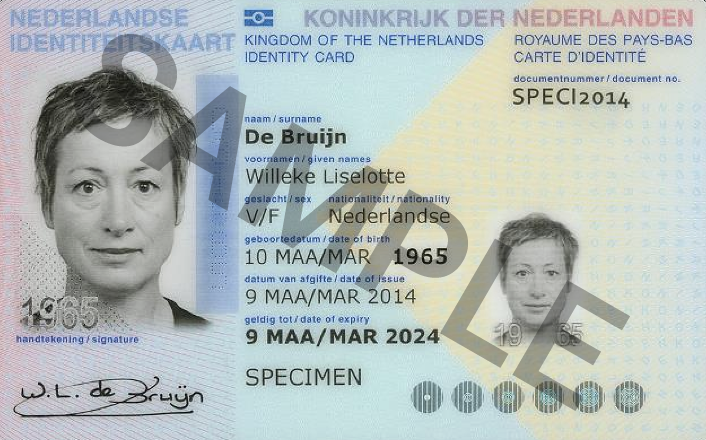 NEDERLANDSE
IDENTITEITSKAART
KONINKRIJK DER NEDERLANDEN
KINGDOM OF THE NETHERLANDS
IDENTITY CARD
ROYAUME DES PAYS-BAS
CARTE D'IDENTITÉ
documentnummer / document no.
SPECI2014
naam / surname
De Bruijn
voornamen / given names
Willeke Liselotte
geslacht / sex nationaliteit / nationality
V/F Nederlandse
geboortedatum / date of birth
10 MAA/MAR 1965
datum van afgifte / date of issue
9 MAA/MAR 2014
geldig tot / date of expiry
9 MAA/MAR 2024
SPECIMEN
1965
handtekening / signature
W.L. de Bruijn
19 65
SAMPLE